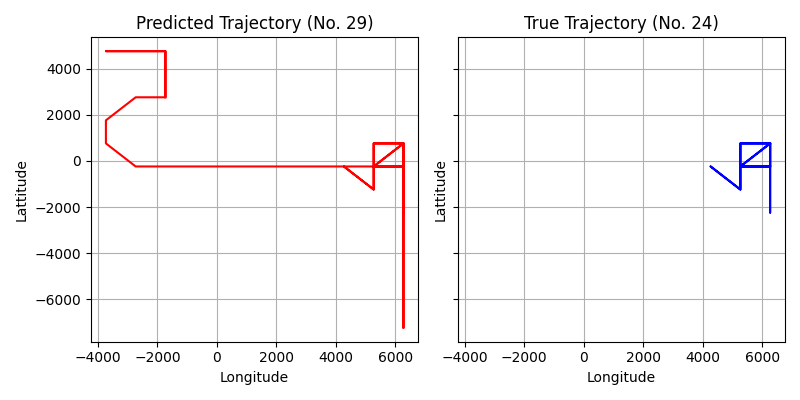 Predicted Trajectory (No. 29)
True Trajectory (No. 24)
Lattitude
4000
2000
0
−2000
−4000
−6000
−4000 −2000 0 2000 4000 6000
Longitude
Lattitude
−4000 −2000 0 2000 4000 6000
Longitude